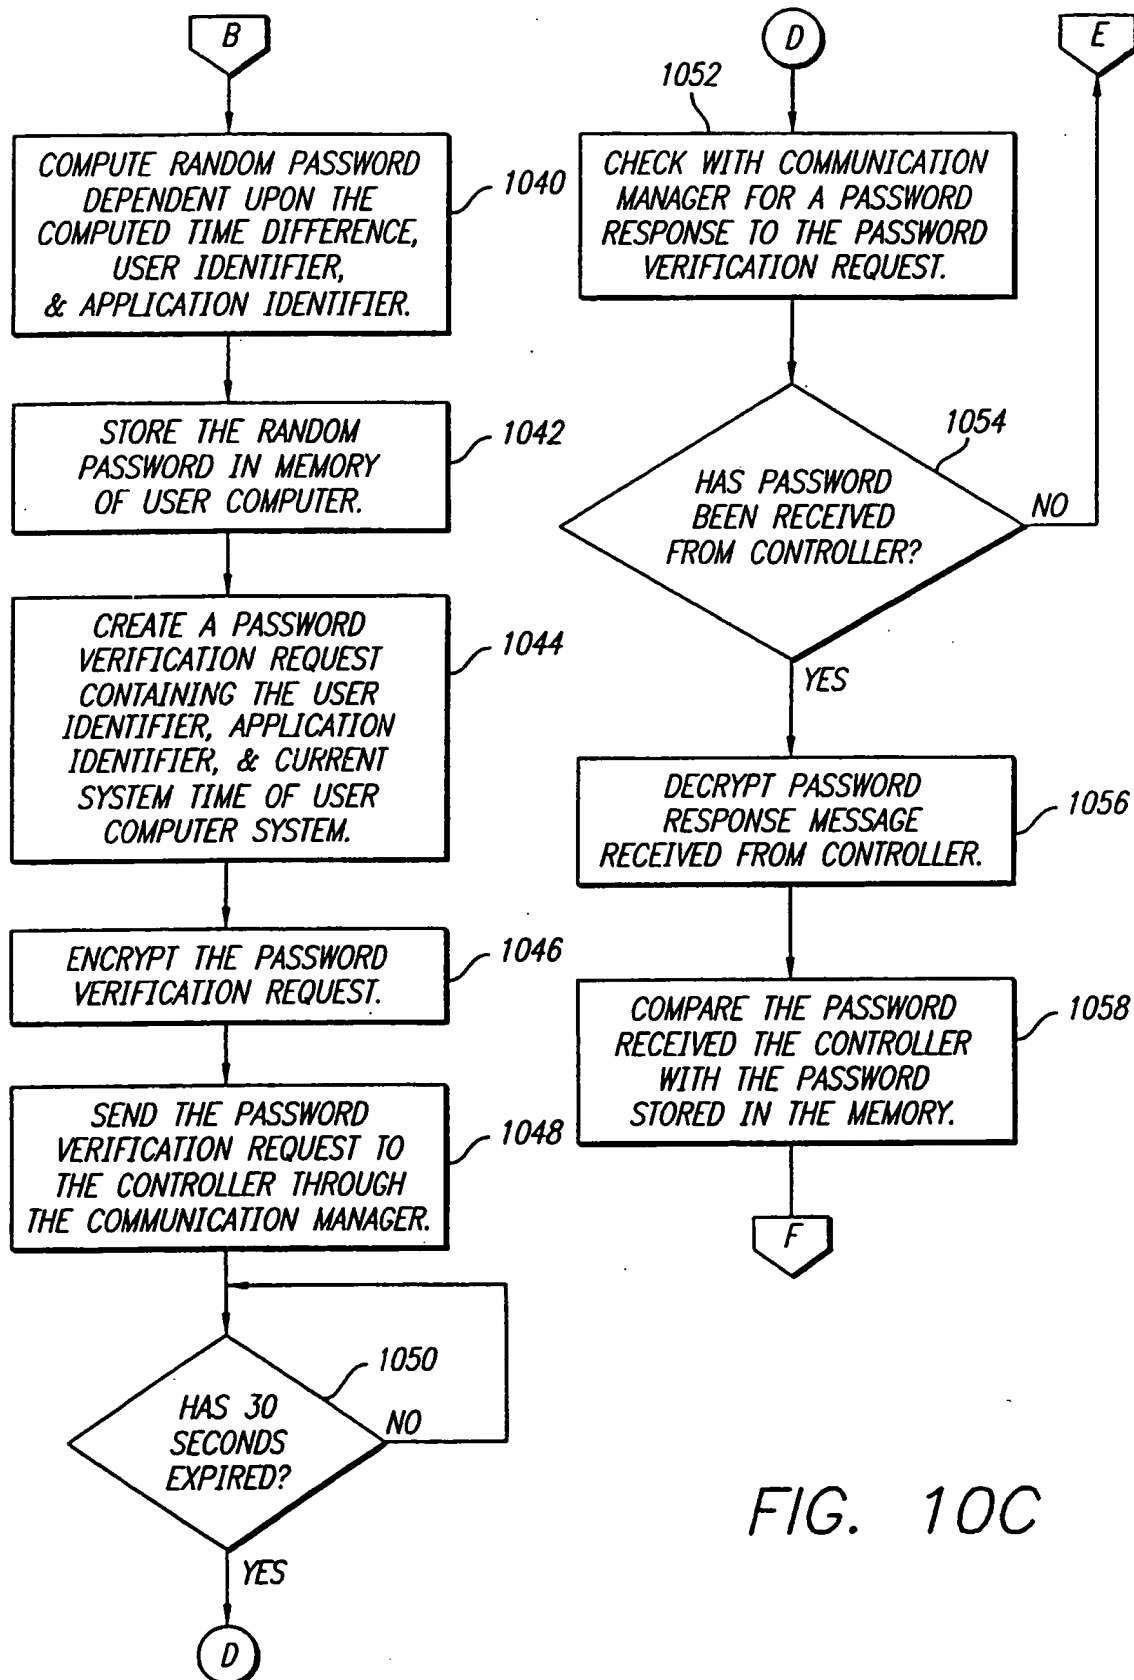 B
COMPUTE RANDOM PASSWORD
DEPENDENT UPON THE
COMPUTED TIME DIFFERENCE,
USER IDENTIFIER,
& APPLICATION IDENTIFIER.
1040
STORE THE RANDOM
PASSWORD IN MEMORY
OF USER COMPUTER.
1042
CREATE A PASSWORD
VERIFICATION REQUEST
CONTAINING THE USER
IDENTIFIER, APPLICATION
IDENTIFIER, & CURRENT
SYSTEM TIME OF USER
COMPUTER SYSTEM.
1044
ENCRYPT THE PASSWORD
VERIFICATION REQUEST.
1046
SEND THE PASSWORD
VERIFICATION REQUEST TO
THE CONTROLLER THROUGH
THE COMMUNICATION MANAGER.
1048
HAS 30
SECONDS
EXPIRED?
1050
NO
YES
D
D
E
1052
CHECK WITH COMMUNICATION
MANAGER FOR A PASSWORD
RESPONSE TO THE PASSWORD
VERIFICATION REQUEST.
HAS PASSWORD
BEEN RECEIVED
FROM CONTROLLER?
1054
NO
YES
DECRYPT PASSWORD
RESPONSE MESSAGE
RECEIVED FROM CONTROLLER.
1056
COMPARE THE PASSWORD
RECEIVED THE CONTROLLER
WITH THE PASSWORD
STORED IN THE MEMORY.
1058
F
FIG. 10C